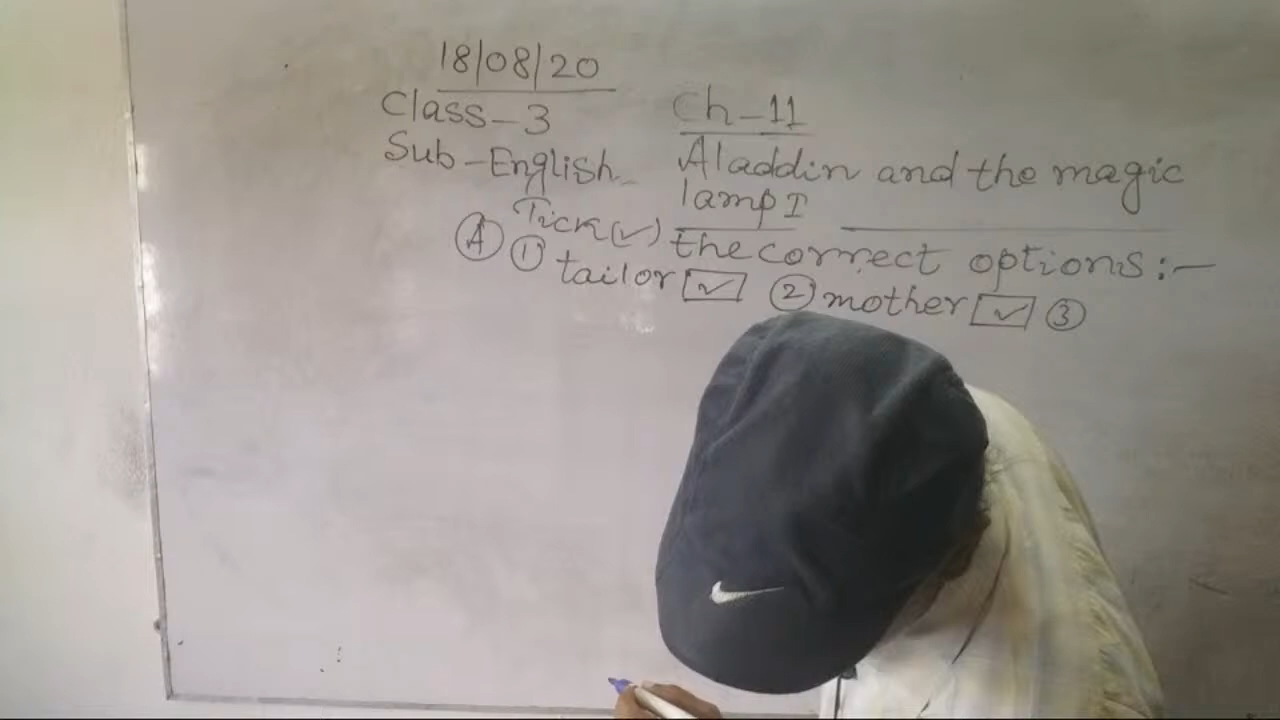 18/08/20
Class-3
Sub-English
Ch-11
Aladdin and the magic
lamp I
Ⓐ Tick(✓) the correct options:-
① tailor ☑ ② mother ☑ ③